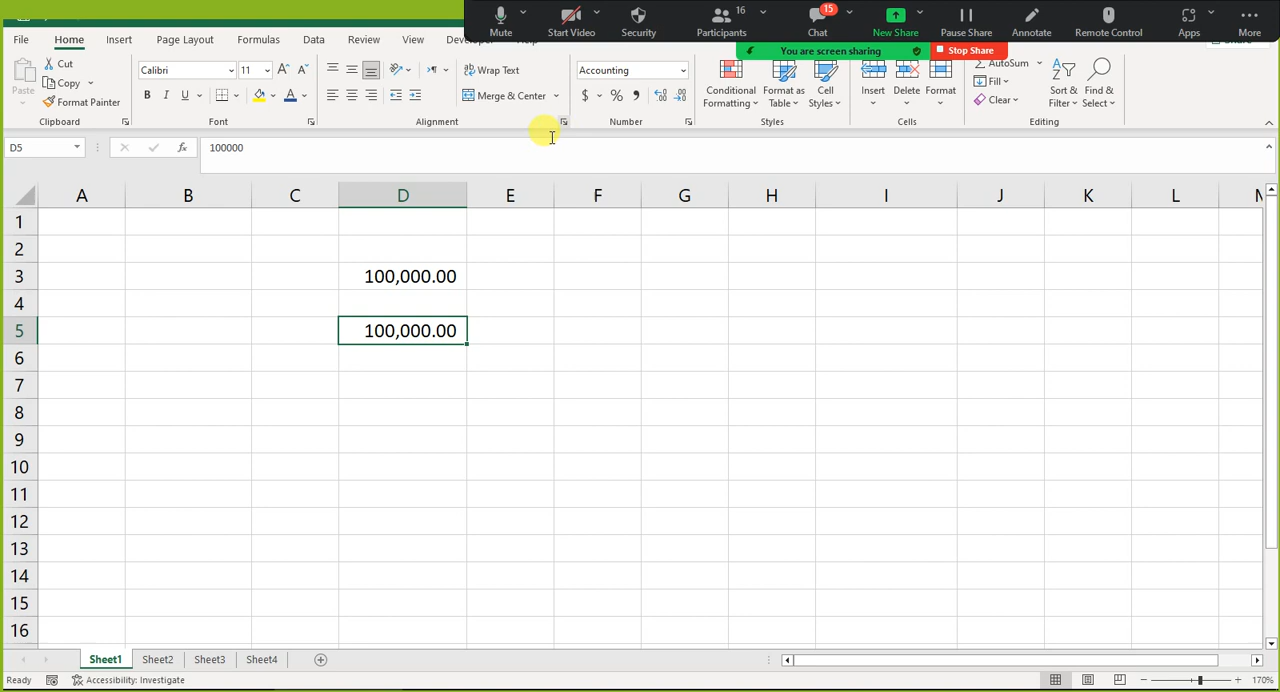 16 15
Mute Start Video Security Participants Chat New Share Pause Share Annotate Remote Control Apps More
You are screen sharing Stop Share
File Home Insert Page Layout Formulas Data Review View
Paste Cut Copy Format Painter
Calibri 11
B I U
Wrap Text
Merge & Center
Accounting
$ % ,
Conditional Formatting Format as Table Cell Styles
Insert Delete Format
AutoSum Fill Clear
Sort & Filter Find & Select
Clipboard Font Alignment Number Styles Cells Editing
D5 fx 100000
A B C D E F G H I J K L
1
2
3 100,000.00
4
5 100,000.00
6
7
8
9
10
11
12
13
14
15
16
Sheet1 Sheet2 Sheet3 Sheet4
Ready Accessibility: Investigate 170%